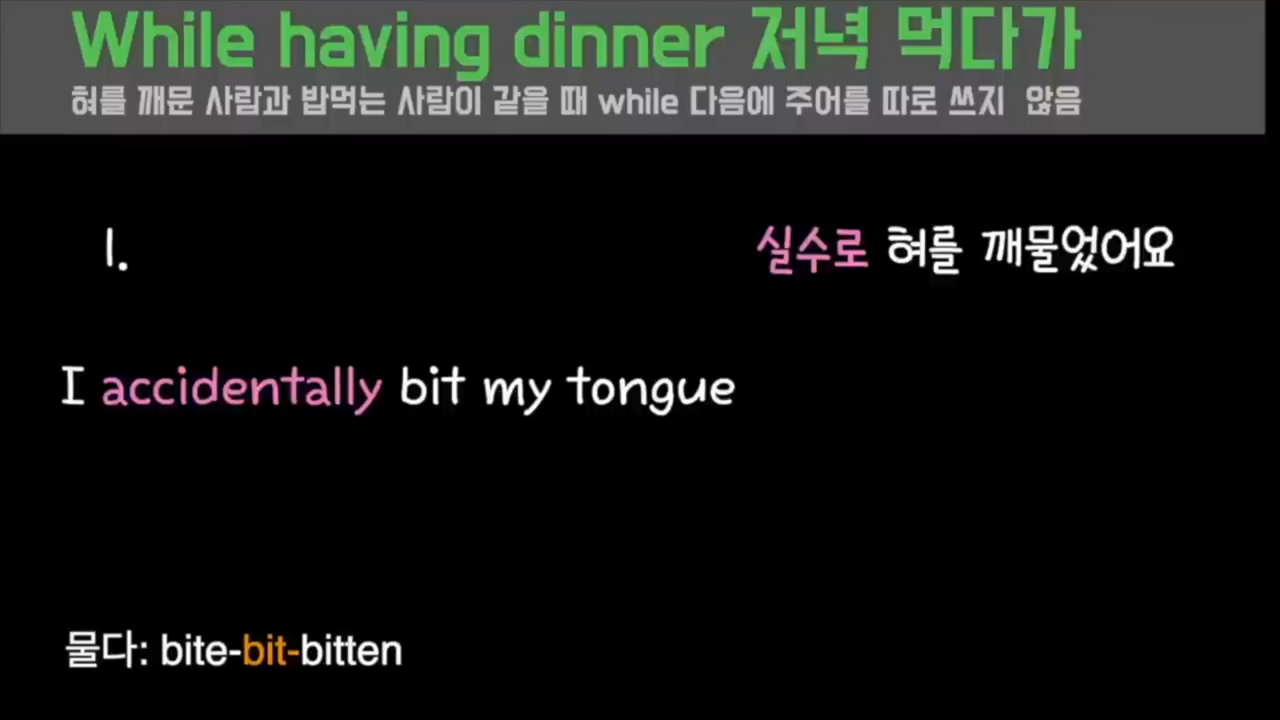 While having dinner 저녁 먹다가
혀를 깨문 사람과 밥먹는 사람이 같을 때 while 다음에 주어를 따로 쓰지 않음
1. 실수로 혀를 깨물었어요
I accidentally bit my tongue
물다: bite-bit-bitten